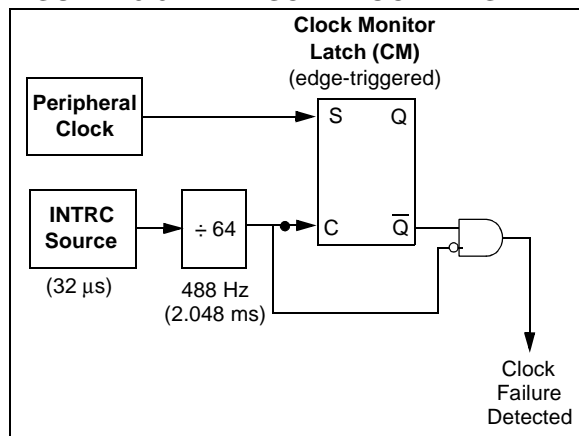 Clock Monitor
Latch (CM)
(edge-triggered)
Peripheral
Clock
S Q
INTRC
Source
÷ 64
C Q̅
(32 μs)
488 Hz
(2.048 ms)
Clock
Failure
Detected